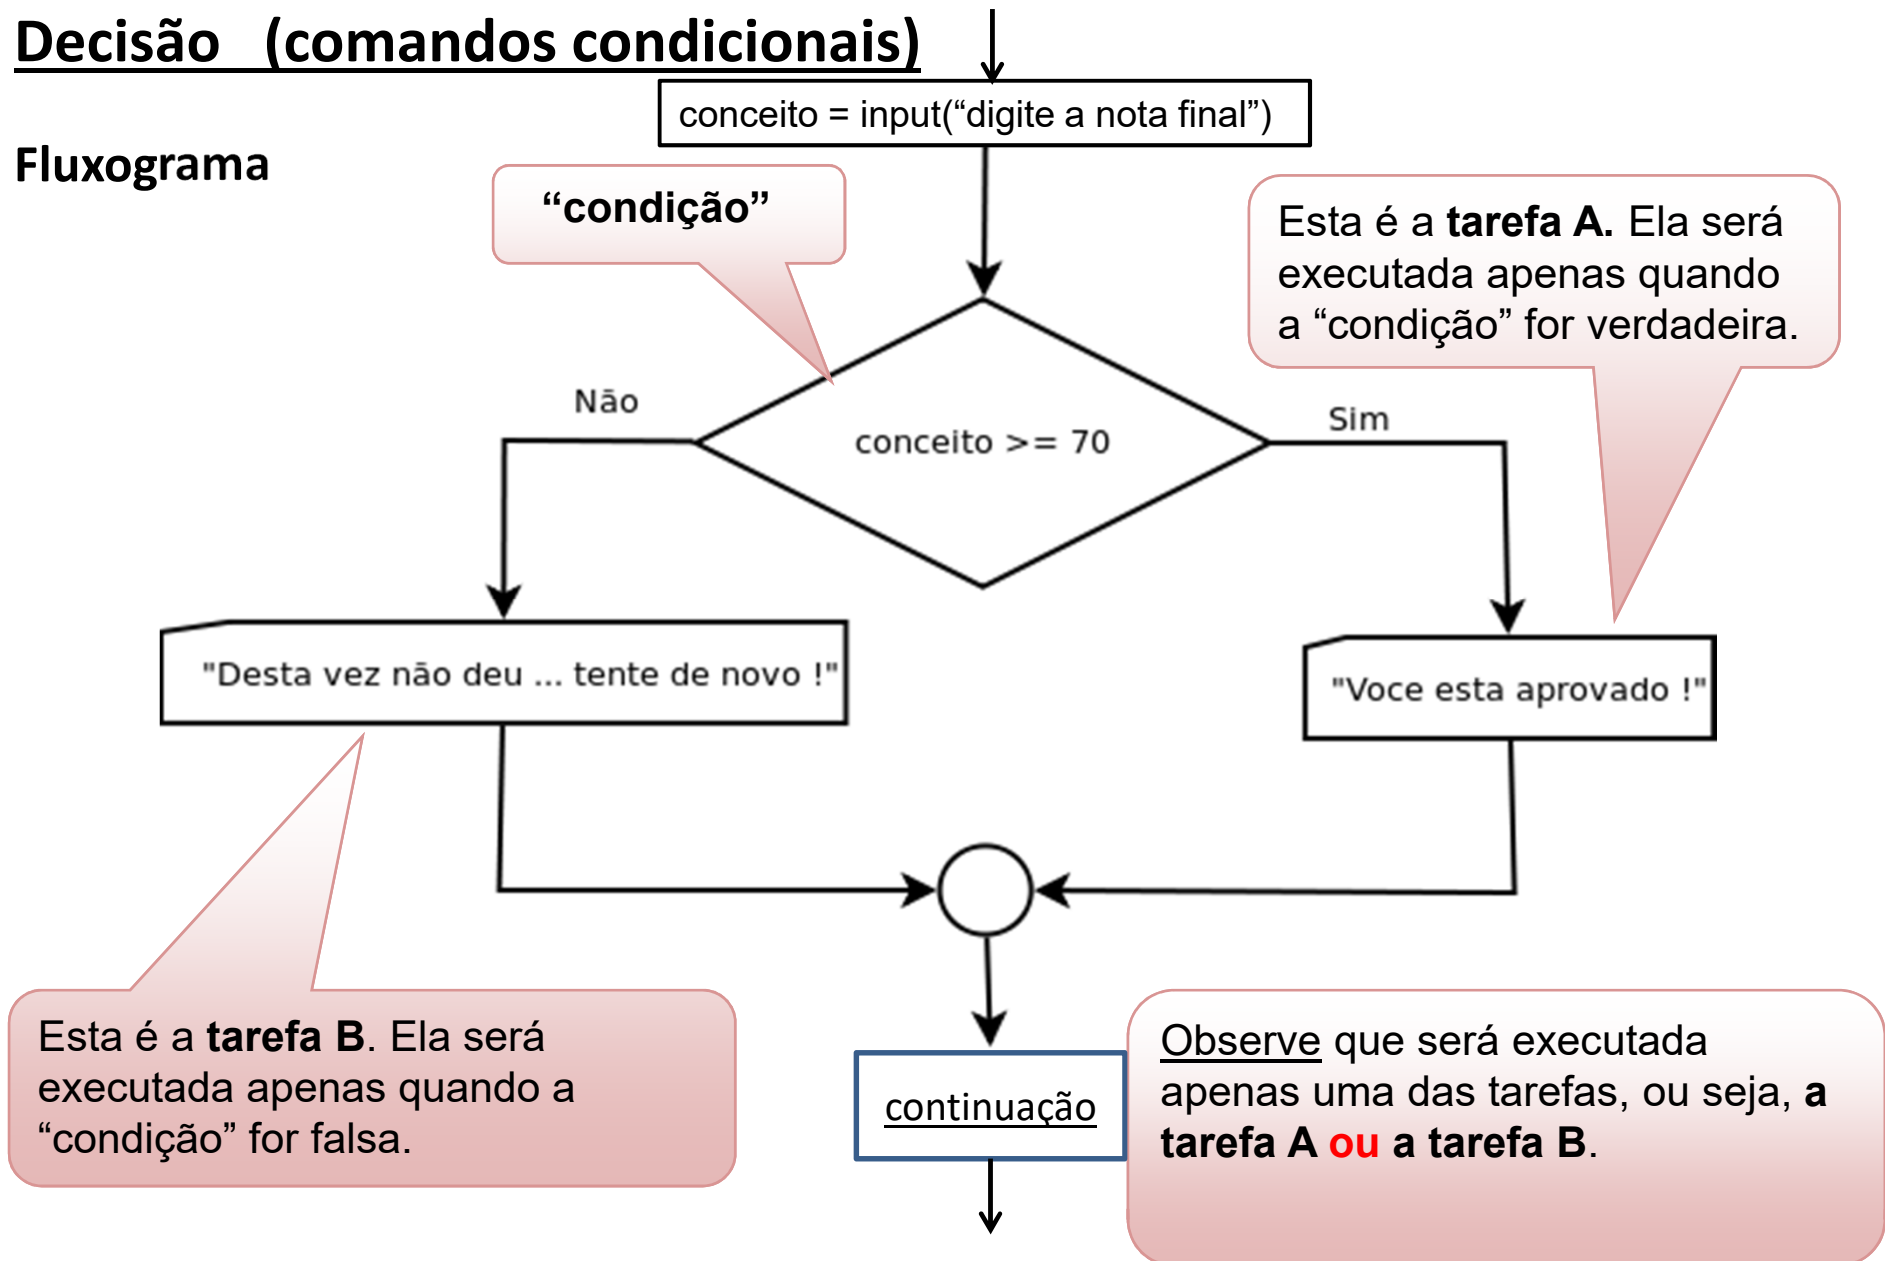 Decisão (comandos condicionais)
conceito = input(“digite a nota final”)
Fluxograma
“condição”
Esta é a tarefa A. Ela será
executada apenas quando
a “condição” for verdadeira.
Não
Sim
conceito >= 70
"Desta vez não deu ... tente de novo !"
"Voce esta aprovado !"
Esta é a tarefa B. Ela será
executada apenas quando a
“condição” for falsa.
continuação
Observe que será executada
apenas uma das tarefas, ou seja, a
tarefa A ou a tarefa B.